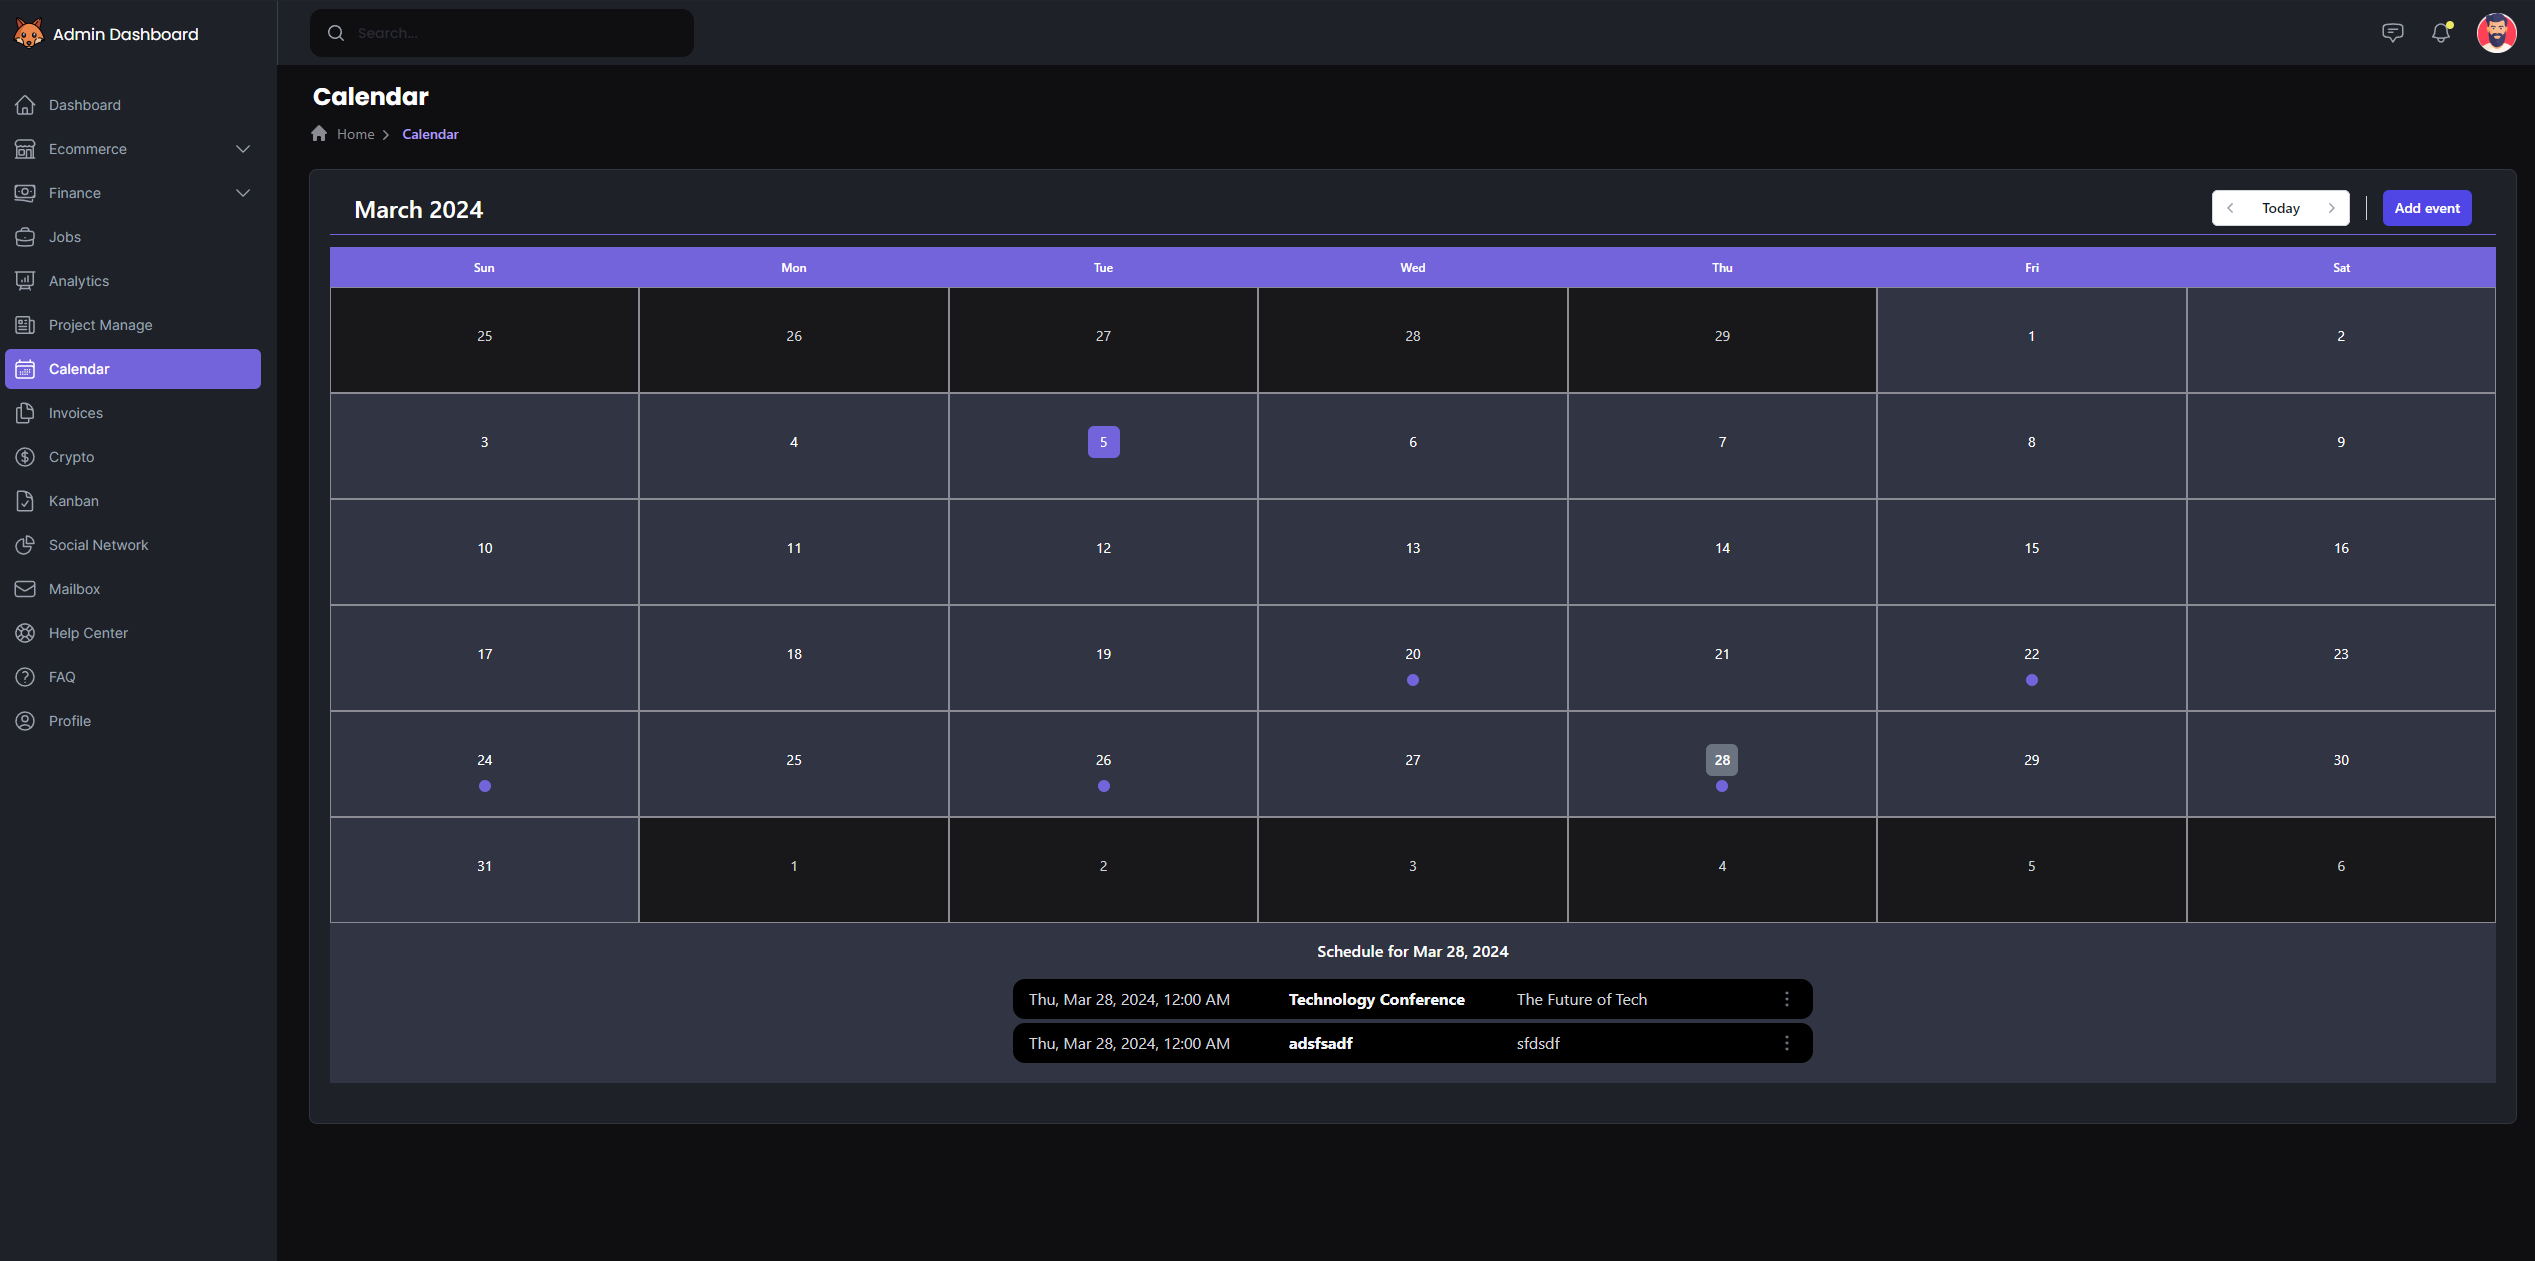 Admin Dashboard
Search...
Dashboard
Ecommerce
Finance
Jobs
Analytics
Project Manage
Calendar
Invoices
Crypto
Kanban
Social Network
Mailbox
Help Center
FAQ
Profile
Calendar
Home Calendar
March 2024
Today Add event
Sun Mon Tue Wed Thu Fri Sat
25 26 27 28 29 1 2
3 4 5 6 7 8 9
10 11 12 13 14 15 16
17 18 19 20 21 22 23
24 25 26 27 28 29 30
31 1 2 3 4 5 6
Schedule for Mar 28, 2024
Thu, Mar 28, 2024, 12:00 AM Technology Conference The Future of Tech
Thu, Mar 28, 2024, 12:00 AM adsfsadf sfdsdf